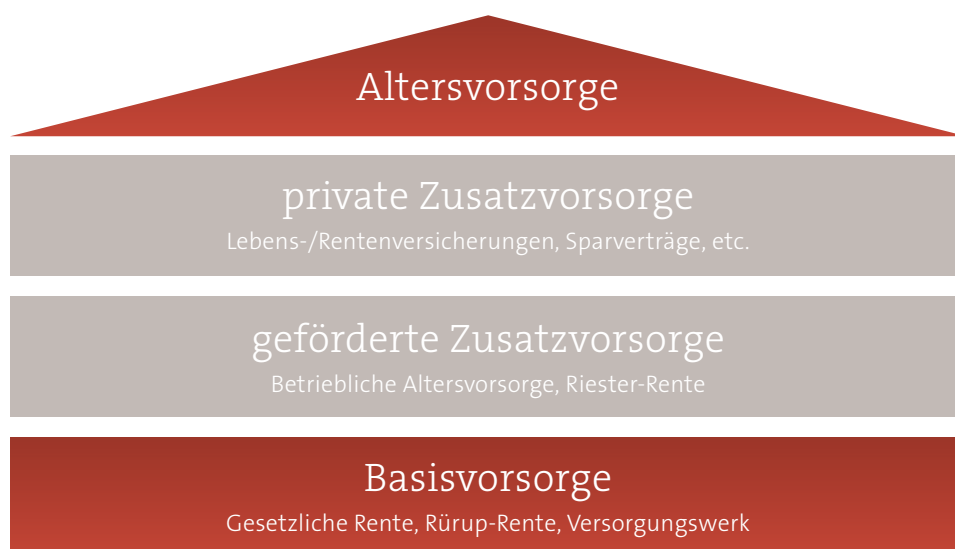 Altersvorsorge
private Zusatzvorsorge
Lebens-/Rentenversicherungen, Sparverträge, etc.
geförderte Zusatzvorsorge
Betriebliche Altersvorsorge, Riester-Rente
Basisvorsorge
Gesetzliche Rente, Rürup-Rente, Versorgungswerk